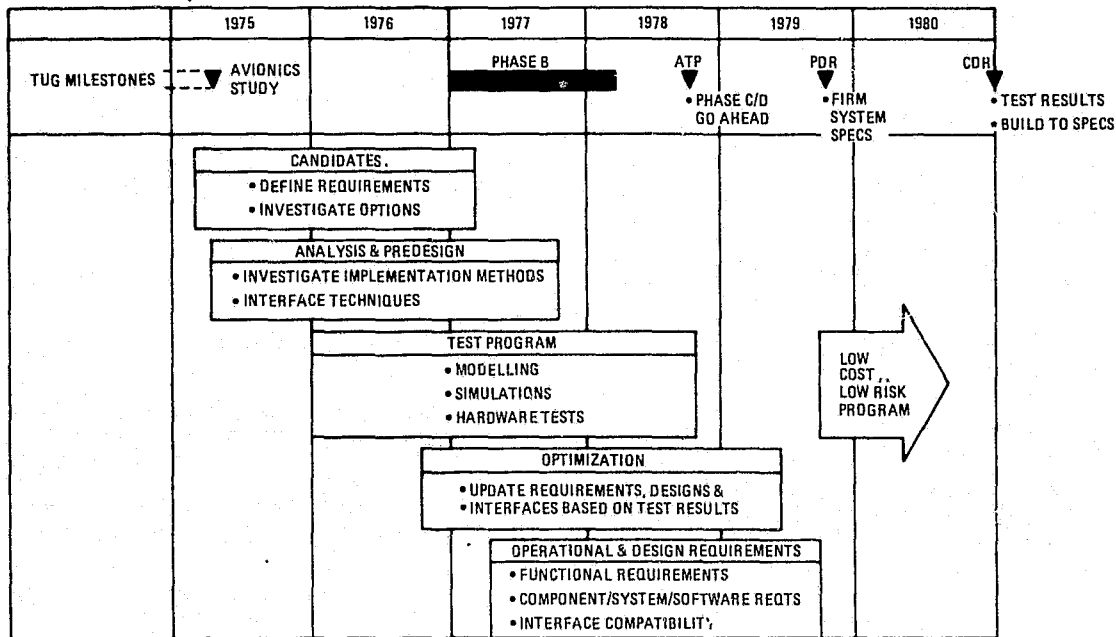 1975 1976 1977 1978 1979 1980
TUG MILESTONES
AVIONICS
STUDY
PHASE B
ATP
• PHASE C/D
GO AHEAD
PDR
• FIRM
SYSTEM
SPECS
CDR
• TEST RESULTS
• BUILD TO SPECS
CANDIDATES.
• DEFINE REQUIREMENTS
• INVESTIGATE OPTIONS
ANALYSIS & PREDESIGN
• INVESTIGATE IMPLEMENTATION METHODS
• INTERFACE TECHNIQUES
TEST PROGRAM
• MODELLING
• SIMULATIONS
• HARDWARE TESTS
LOW
COST
LOW RISK
PROGRAM
OPTIMIZATION
• UPDATE REQUIREMENTS, DESIGNS &
• INTERFACES BASED ON TEST RESULTS
OPERATIONAL & DESIGN REQUIREMENTS
• FUNCTIONAL REQUIREMENTS
• COMPONENT/SYSTEM/SOFTWARE REQTS
• INTERFACE COMPATIBILIT